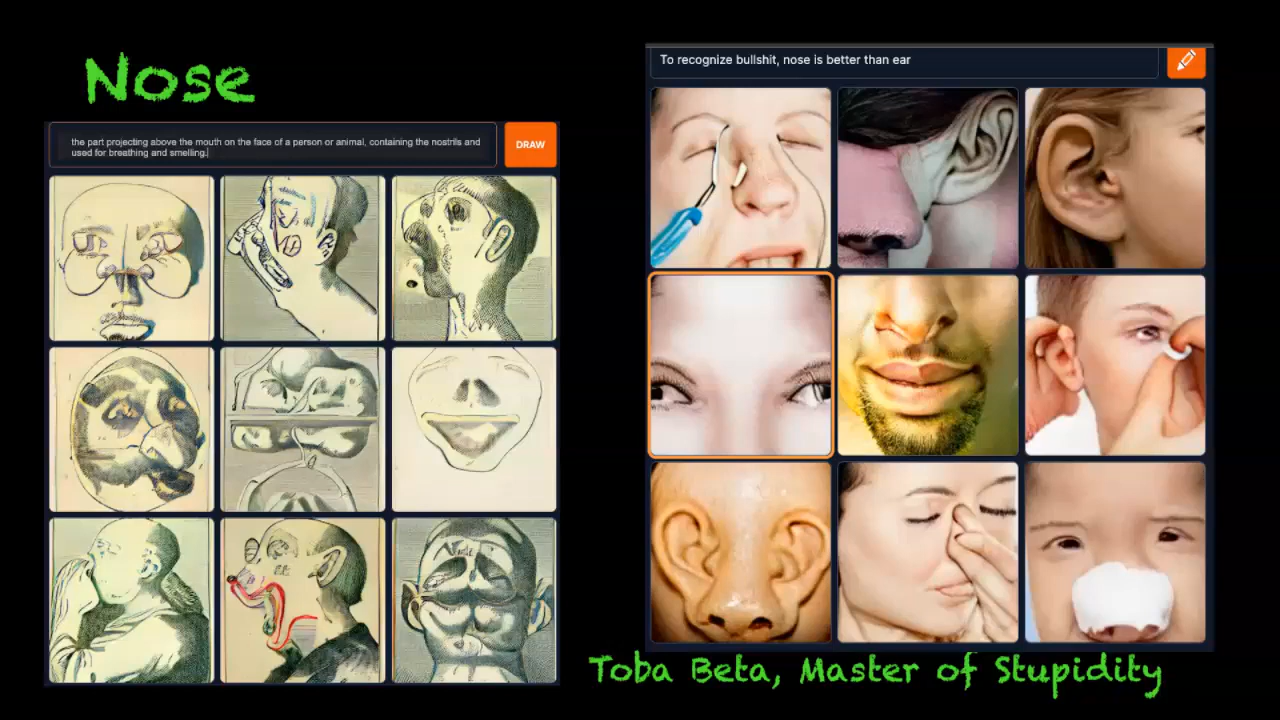 Nose
the part projecting above the mouth on the face of a person or animal, containing the nostrils and
used for breathing and smelling.
DRAW
To recognize bullshit, nose is better than ear
Toba Beta, Master of Stupidity